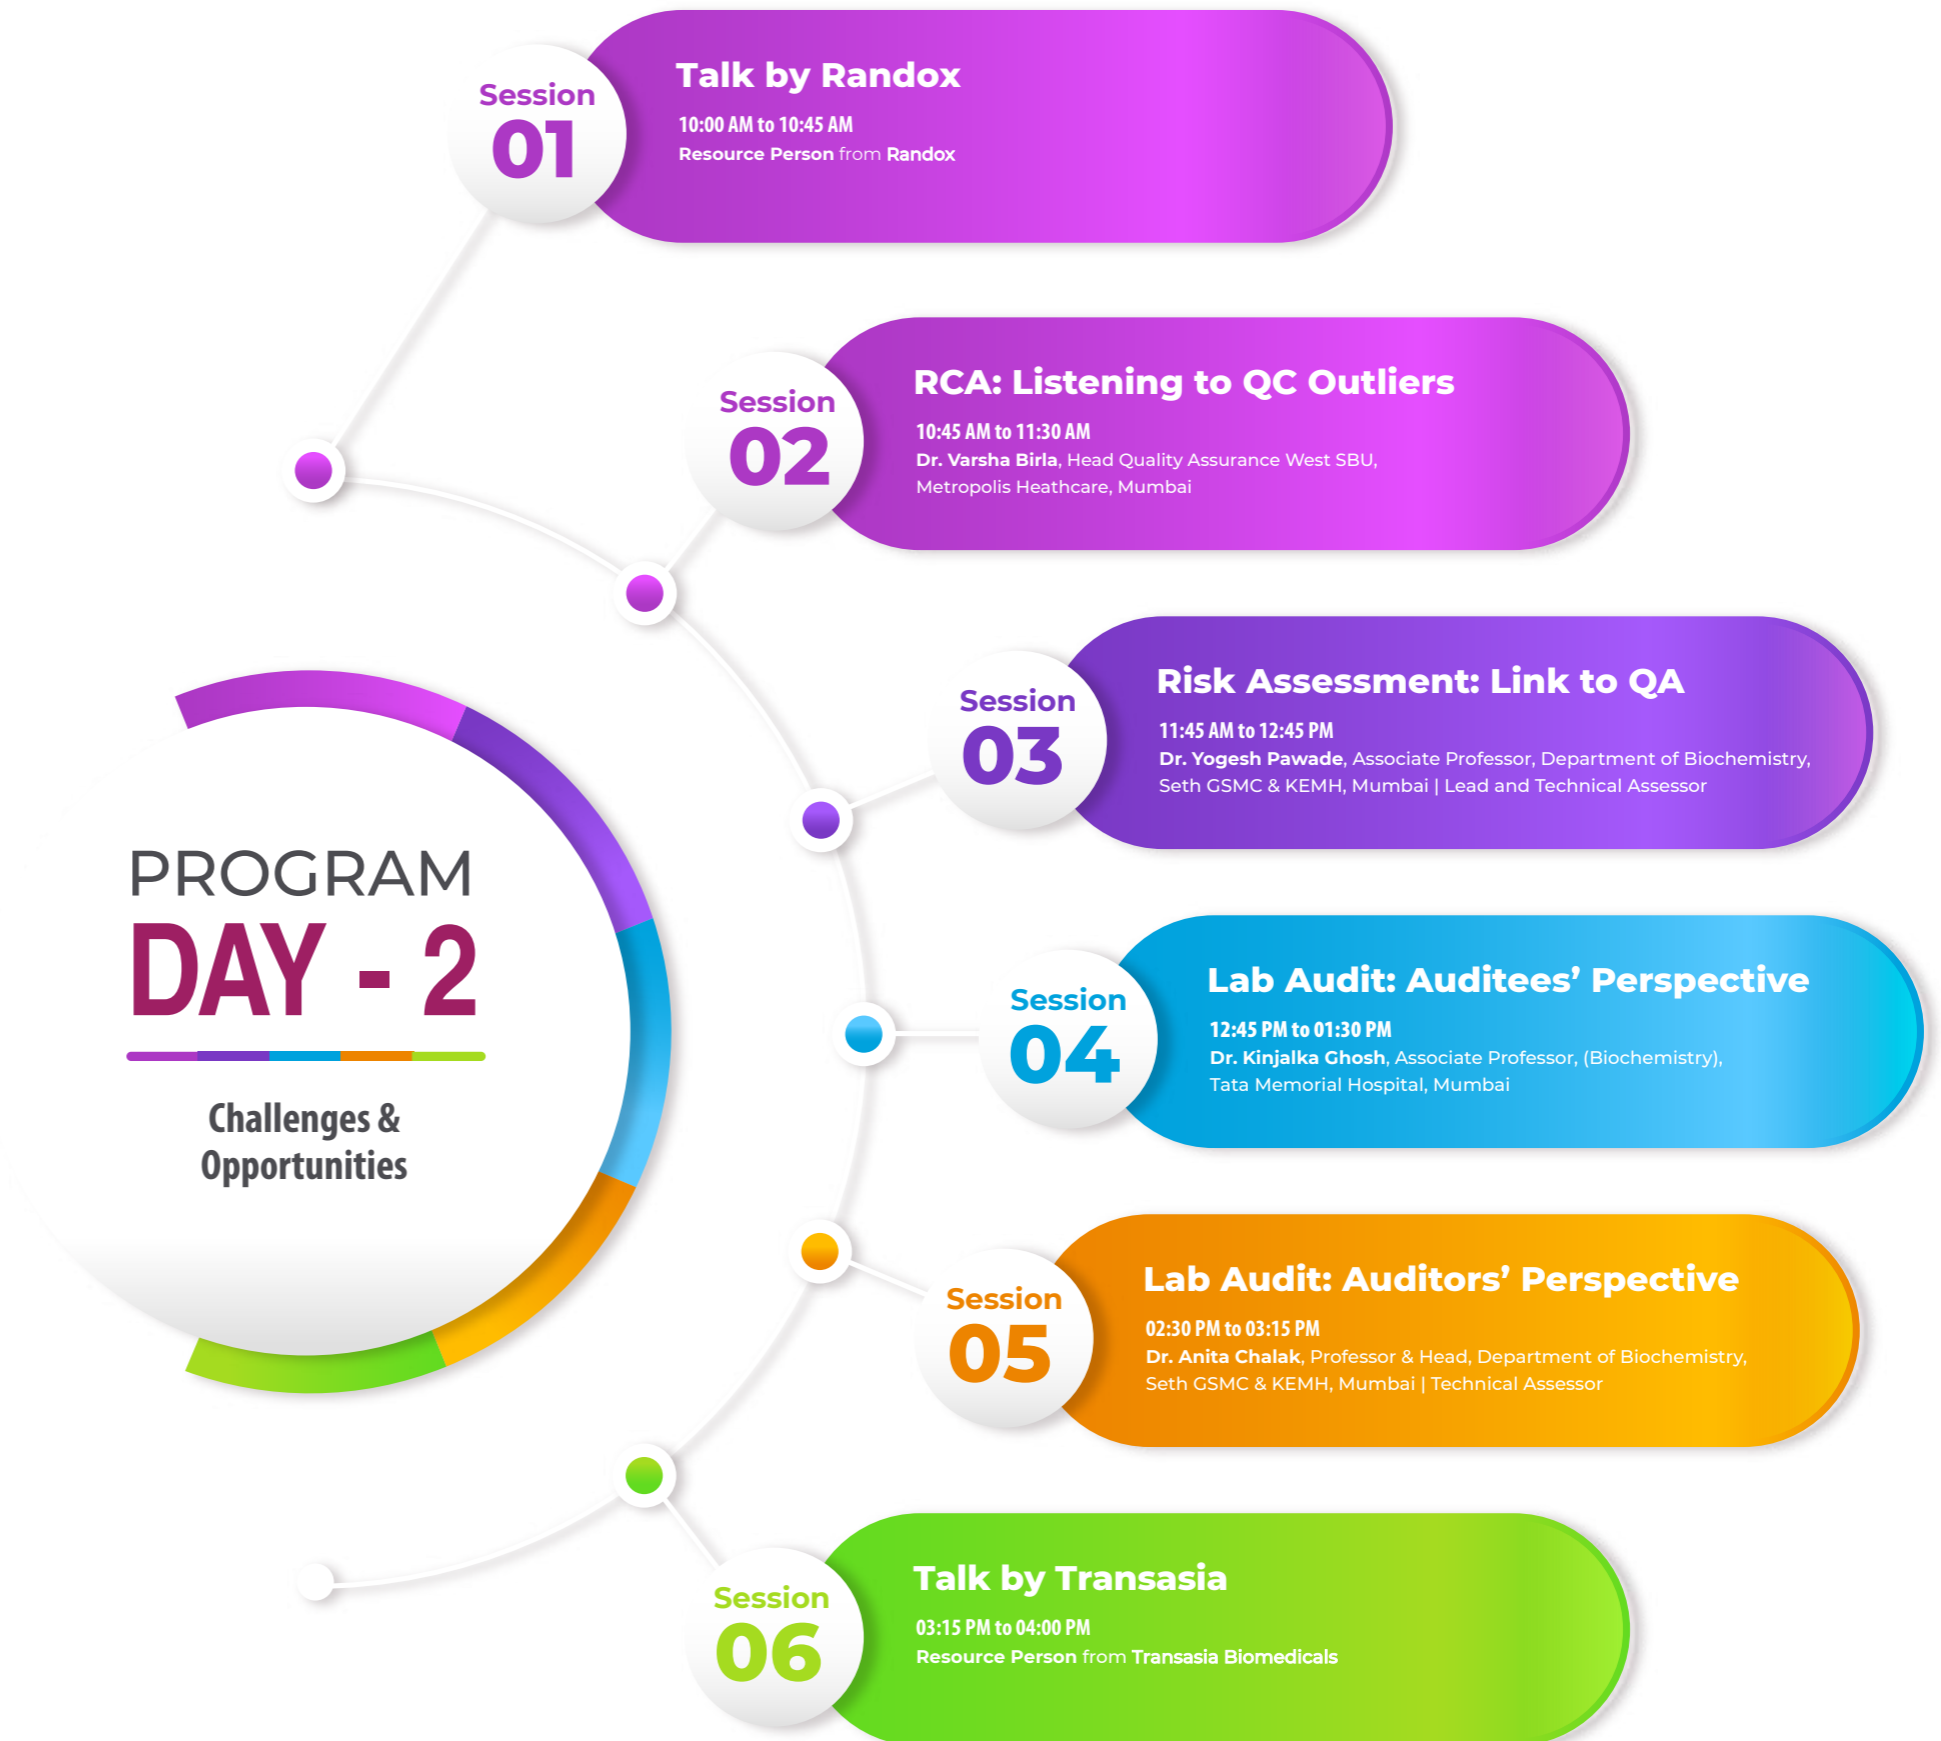 Session
01
Talk by Randox
10:00 AM to 10:45 AM
Resource Person from Randox
Session
02
RCA: Listening to QC Outliers
10:45 AM to 11:30 AM
Dr. Varsha Birla, Head Quality Assurance West SBU,
Metropolis Heathcare, Mumbai
Session
03
Risk Assessment: Link to QA
11:45 AM to 12:45 PM
Dr. Yogesh Pawade, Associate Professor, Department of Biochemistry,
Seth GSMC & KEMH, Mumbai | Lead and Technical Assessor
PROGRAM
DAY - 2
Challenges &
Opportunities
Session
04
Lab Audit: Auditees’ Perspective
12:45 PM to 01:30 PM
Dr. Kinjalka Ghosh, Associate Professor, (Biochemistry),
Tata Memorial Hospital, Mumbai
Session
05
Lab Audit: Auditors’ Perspective
02:30 PM to 03:15 PM
Dr. Anita Chalak, Professor & Head, Department of Biochemistry,
Seth GSMC & KEMH, Mumbai | Technical Assessor
Session
06
Talk by Transasia
03:15 PM to 04:00 PM
Resource Person from Transasia Biomedicals